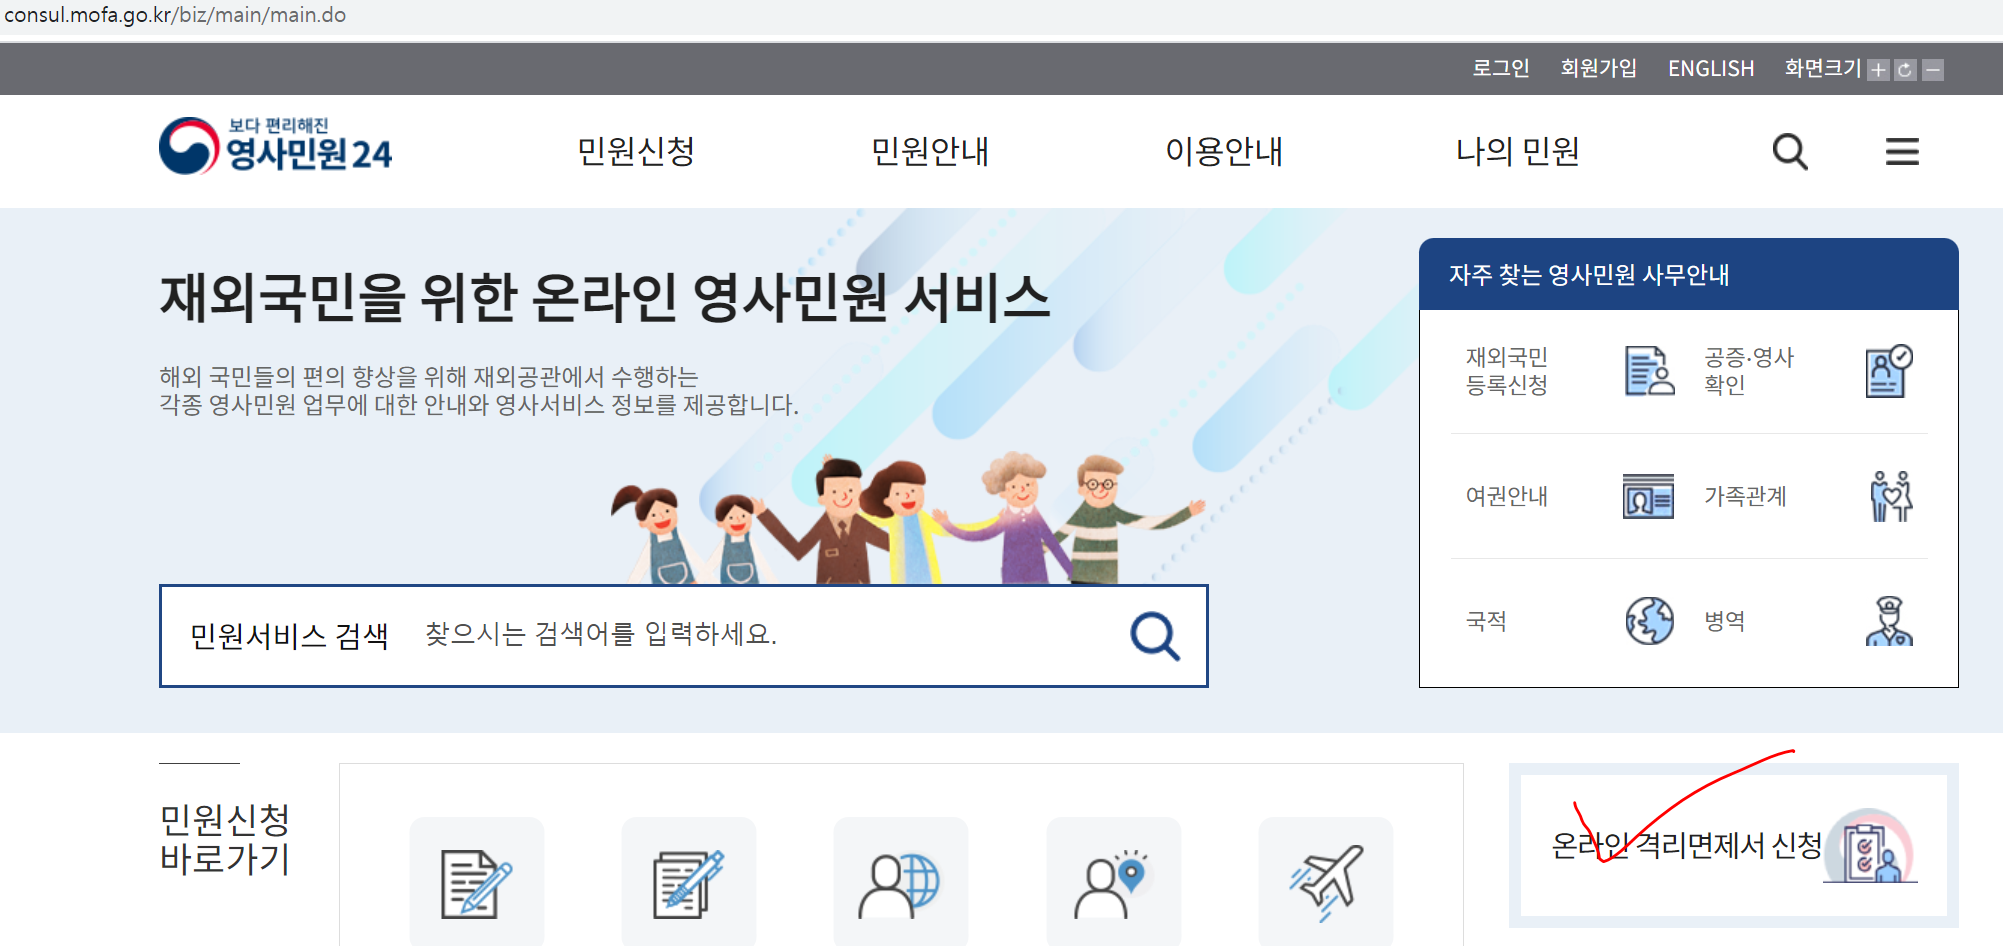 consul.mofa.go.kr/biz/main/main.do
로그인 회원가입 ENGLISH 화면크기
보다 편리해진
영사민원 24
민원신청 민원안내 이용안내 나의 민원
재외국민을 위한 온라인 영사민원 서비스
해외 국민들의 편의 향상을 위해 재외공관에서 수행하는
각종 영사민원 업무에 대한 안내와 영사서비스 정보를 제공합니다.
민원서비스 검색 찾으시는 검색어를 입력하세요.
자주 찾는 영사민원 사무안내
재외국민
등록신청
공증·영사
확인
여권안내
가족관계
국적
병역
민원신청
바로가기
온라인 격리면제서 신청